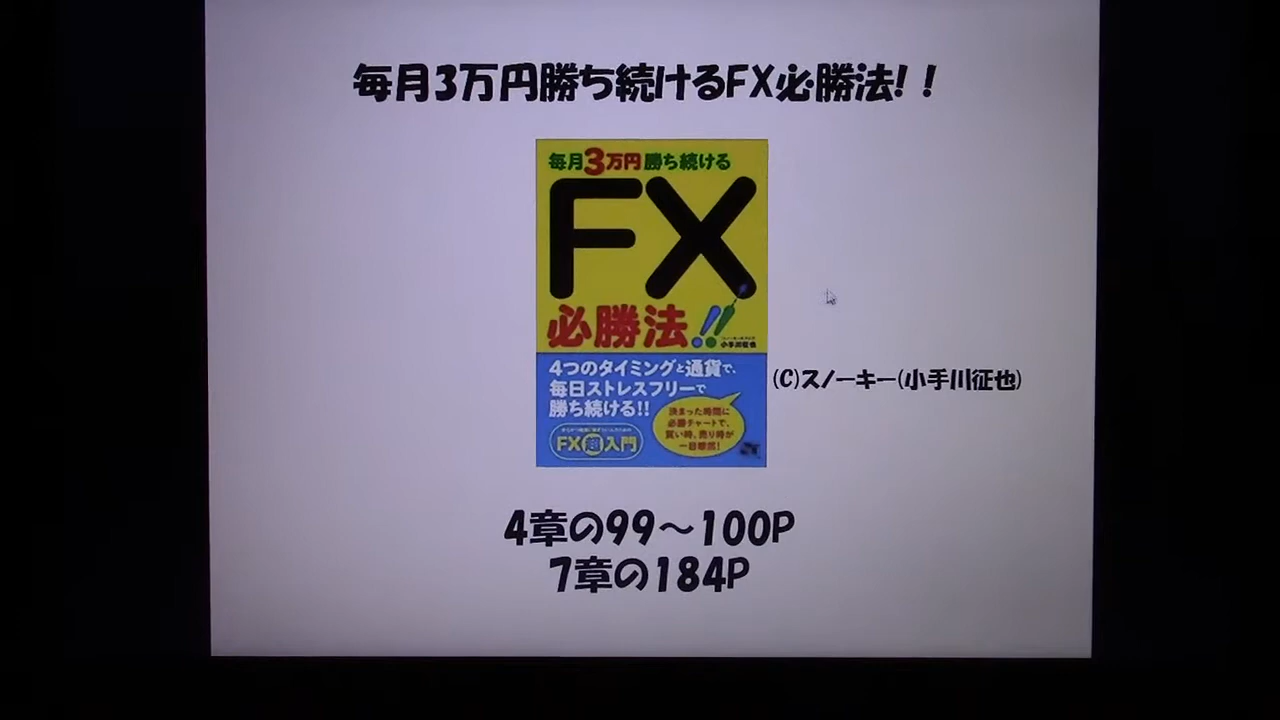 毎月3万円勝ち続けるFX必勝法!!
毎月3万円勝ち続ける
FX
必勝法!!
小手川征也
4つのタイミングと通貨で、
毎日ストレスフリーで
勝ち続ける!!
決まった時間に
必勝チャートで、
買い時、売り時が
一目瞭然!
FX超入門
(C)スノーキー(小手川征也)
4章の99〜100P
7章の184P